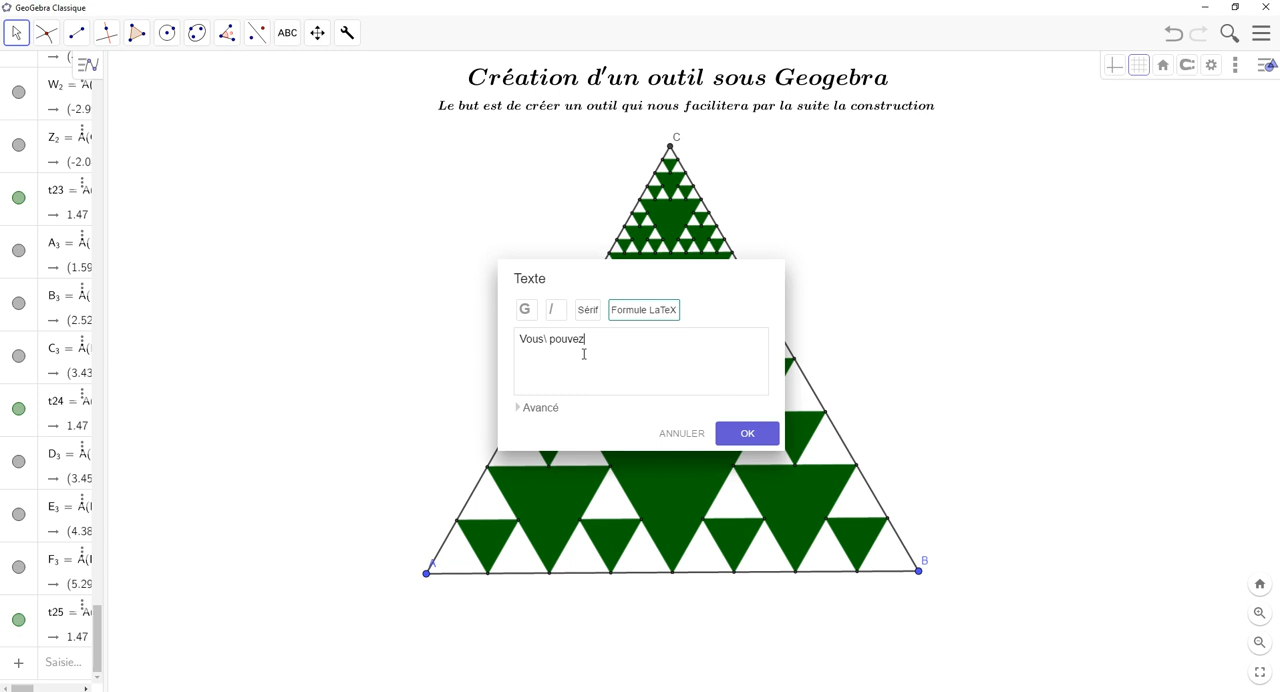 GeoGebra Classique
ABC
Création d'un outil sous Geogebra
Le but est de créer un outil qui nous facilitera par la suite la construction
→ (-
W₂ = A(
→ (-2.9
Z₂ = A(
→ (-2.0
t23 = A(
→ 1.47
A₃ = A(
→ (1.59
B₃ = A(
→ (2.52
C₃ = A(
→ (3.43
t24 = A(
→ 1.47
D₃ = A(
→ (3.45
E₃ = A(
→ (4.38
F₃ = A(
→ (5.29
t25 = A(
→ 1.47
Saisie...
C
A
B
Texte
G I Sérif Formule LaTeX
Vous\ pouvez
Avancé
ANNULER OK